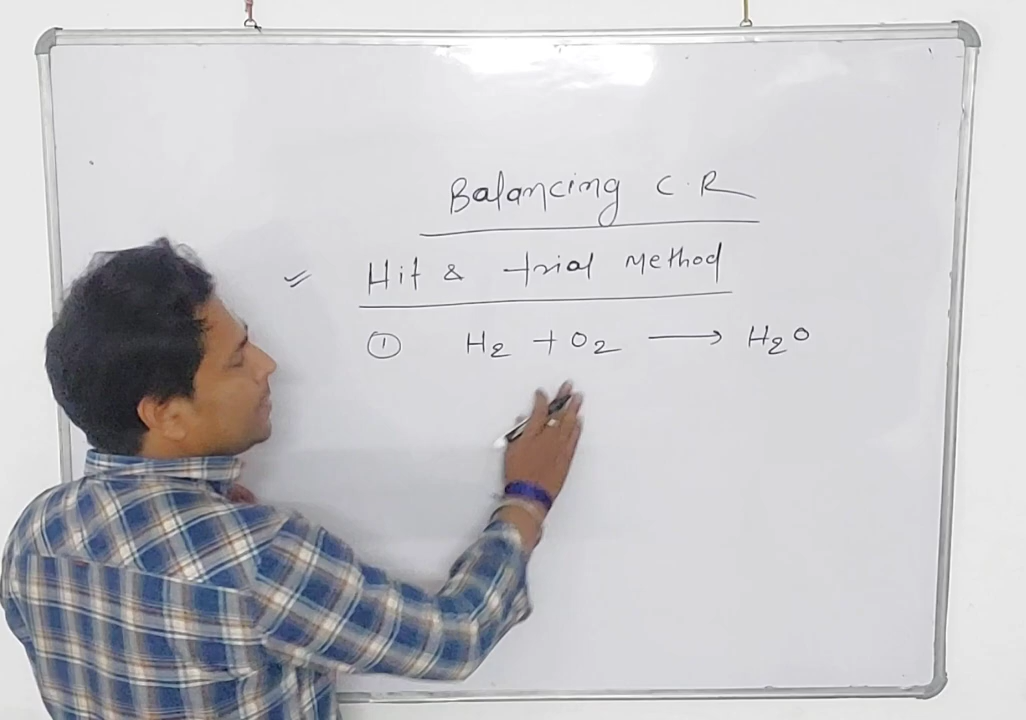 Balancing C.R
Hit & trial Method
① H2 + O2 ⟶ H2O